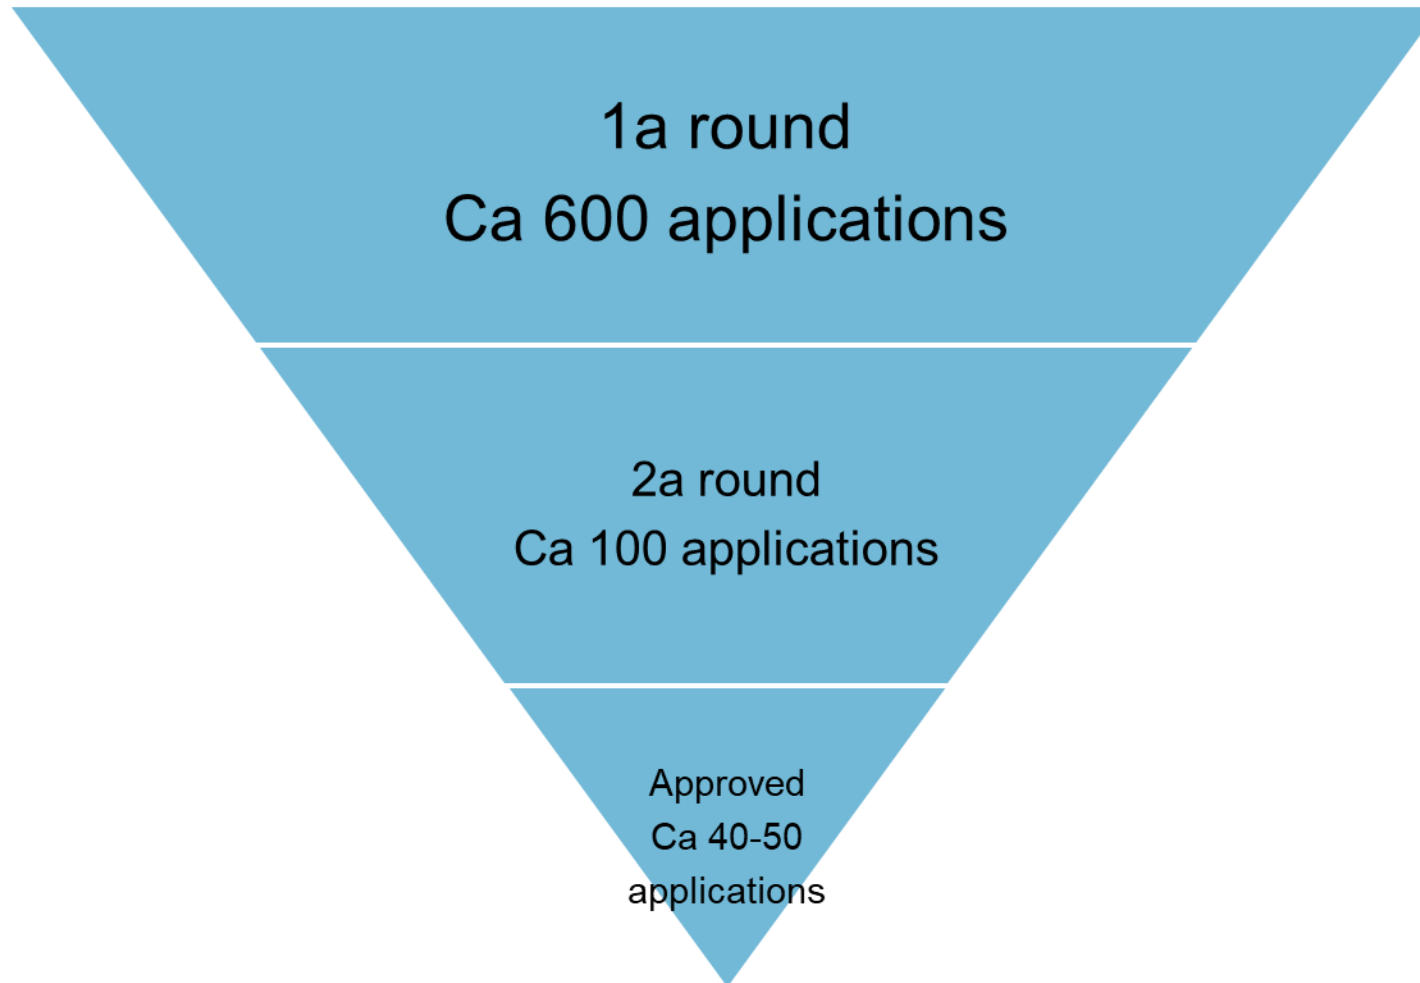 1a round
Ca 600 applications
2a round
Ca 100 applications
Approved
Ca 40-50
applications